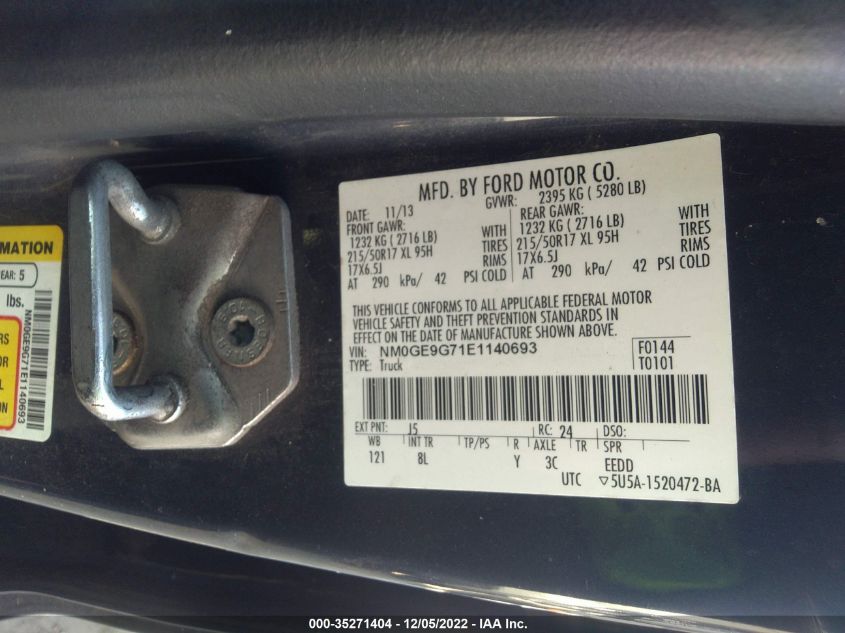 MFD. BY FORD MOTOR CO.
DATE: 11/13 GVWR: 2395 KG ( 5280 LB)
FRONT GAWR: REAR GAWR:
1232 KG ( 2716 LB) WITH 1232 KG ( 2716 LB) WITH
215/50R17 XL 95H TIRES 215/50R17 XL 95H TIRES
17X6.5J RIMS 17X6.5J RIMS
AT 290 kPa/ 42 PSI COLD AT 290 kPa/ 42 PSI COLD
THIS VEHICLE CONFORMS TO ALL APPLICABLE FEDERAL MOTOR
VEHICLE SAFETY AND THEFT PREVENTION STANDARDS IN
EFFECT ON THE DATE OF MANUFACTURE SHOWN ABOVE.
VIN: NM0GE9G71E1140693 F0144
TYPE: Truck T0101
EXT PNT: J5 RC: 24 DSO:
WB INT TR TP/PS R AXLE TR SPR
121 8L Y 3C EEDD
UTC ▽5U5A-1520472-BA
MATION
EAR: 5
lbs.
NM0GE9G71E1140693
RS
OR
L
ON
000-35271404 - 12/05/2022 - IAA Inc.